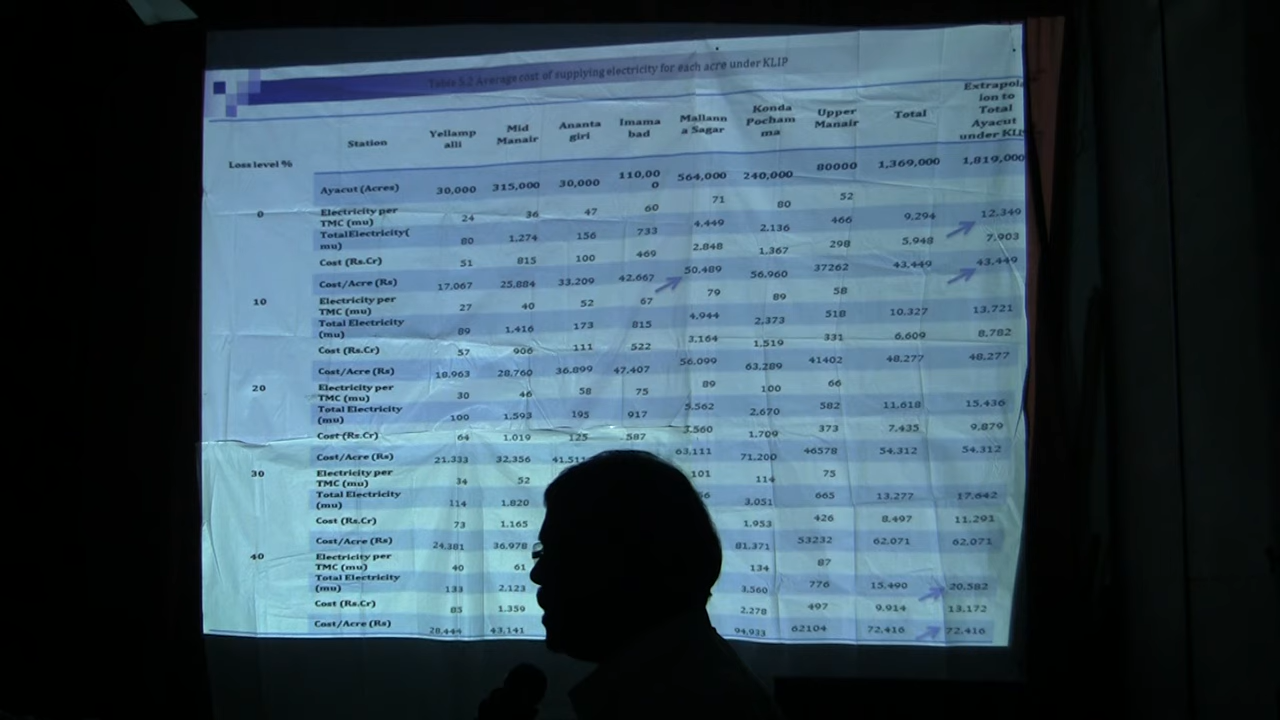 Table 5.2 Average cost of supplying electricity for each acre under KLIP
Loss level % Station Yellamp alli Mid Manair Ananta giri Imama bad Mallann a Sagar Konda Pocham ma Upper Manair Total Extrapolat ion to Total Ayacut under KLIP
Ayacut (Acres) 30,000 315,000 30,000 110,00 0 564,000 240,000 80000 1,369,000 1,819,000
0 Electricity per TMC (mu) 24 36 47 60 71 80 52
Total Electricity( mu) 80 1,274 156 733 4,449 2,136 466 9,294 12,349
Cost (Rs.Cr) 51 815 100 469 2,848 1,367 298 5,948 7,903
Cost/Acre (Rs) 17,067 25,884 33,209 42,667 50,489 56,960 37262 43,449 43,449
10 Electricity per TMC (mu) 27 40 52 67 79 89 58
Total Electricity (mu) 89 1,416 173 815 4,944 2,373 518 10,327 13,721
Cost (Rs.Cr) 57 906 111 522 3,164 1,519 331 6,609 8,782
Cost/Acre (Rs) 18,963 28,760 36,899 47,407 56,099 63,289 41402 48,277 48,277
20 Electricity per TMC (mu) 30 46 58 75 89 100 66
Total Electricity (mu) 100 1,593 195 917 5,562 2,670 582 11,618 15,436
Cost (Rs.Cr) 64 1,019 125 587 3,560 1,709 373 7,435 9,879
Cost/Acre (Rs) 21,333 32,356 63,111 71,200 46578 54,312 54,312
30 Electricity per TMC (mu) 34 52 101 114 75
Total Electricity (mu) 114 1,820 3,051 665 13,277 17,642
Cost (Rs.Cr) 73 1,165 1,953 426 8,497 11,291
Cost/Acre (Rs) 24,381 36,978 81,371 53232 62,071 62,071
40 Electricity per TMC (mu) 40 61 134 87
Total Electricity (mu) 133 2,123 3,560 776 15,490 20,582
Cost (Rs.Cr) 85 1,359 2,278 497 9,914 13,172
Cost/Acre (Rs) 28,444 43,141 94,933 62104 72,416 72,416